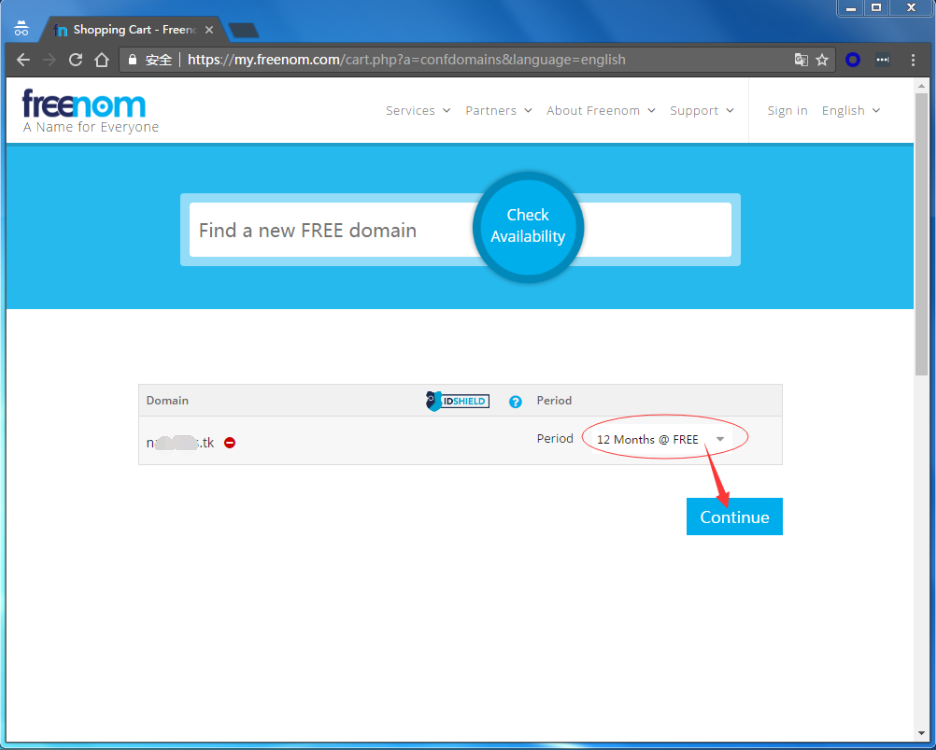 Shopping Cart - Freeno
安全 | https://my.freenom.com/cart.php?a=confdomains&language=english
freenom
A Name for Everyone
Services Partners About Freenom Support Sign in English
Find a new FREE domain
Check
Availability
Domain IDSHIELD ? Period
.tk Period 12 Months @ FREE
Continue